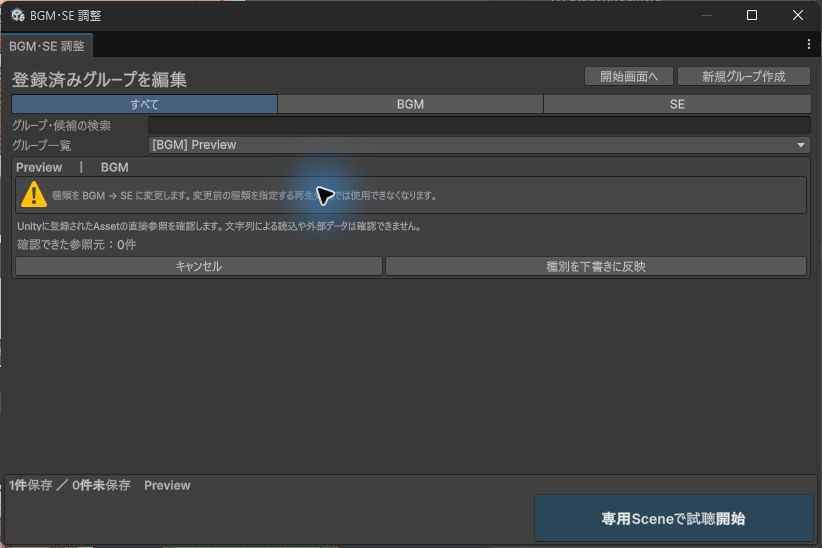 BGM･SE 調整
BGM･SE 調整
登録済みグループを編集
開始画面へ
新規グループ作成
すべて
BGM
SE
グループ・候補の検索
グループ一覧
[BGM] Preview
Preview | BGM
種類を BGM → SE に変更します。変更前の種類を指定する再生 では使用できなくなります。
Unityに登録されたAssetの直接参照を確認します。文字列による読込や外部データは確認できません。
確認できた参照元：0件
キャンセル
種別を下書きに反映
1件保存 ／ 0件未保存 Preview
専用Sceneで試聴開始